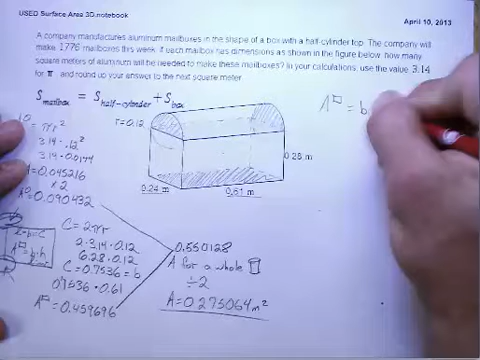 USED Surface Area 3D.notebook
April 10, 2013
A company manufactures aluminum mailboxes in the shape of a box with a half-cylinder top. The company will
make 1776 mailboxes this week. If each mailbox has dimensions as shown in the figure below, how many
square meters of aluminum will be needed to make these mailboxes? In your calculations, use the value 3.14
for π and round up your answer to the next square meter.
S mailbox = S half-cylinder + S box
r=0.12
0.28 m
0.24 m
0.61 m
A▭ = b
= πr²
3.14 · .12²
3.14 · 0.0144
A=0.045216
×2
A○=0.090432
2πr=b=C
A▭=b·h
C=2πr
2·3.14·0.12
6.28·0.12
C=0.7536=b
0.7536·0.61
A▭=0.459696
0.550128
A for a whole
÷2
A=0.275064m²